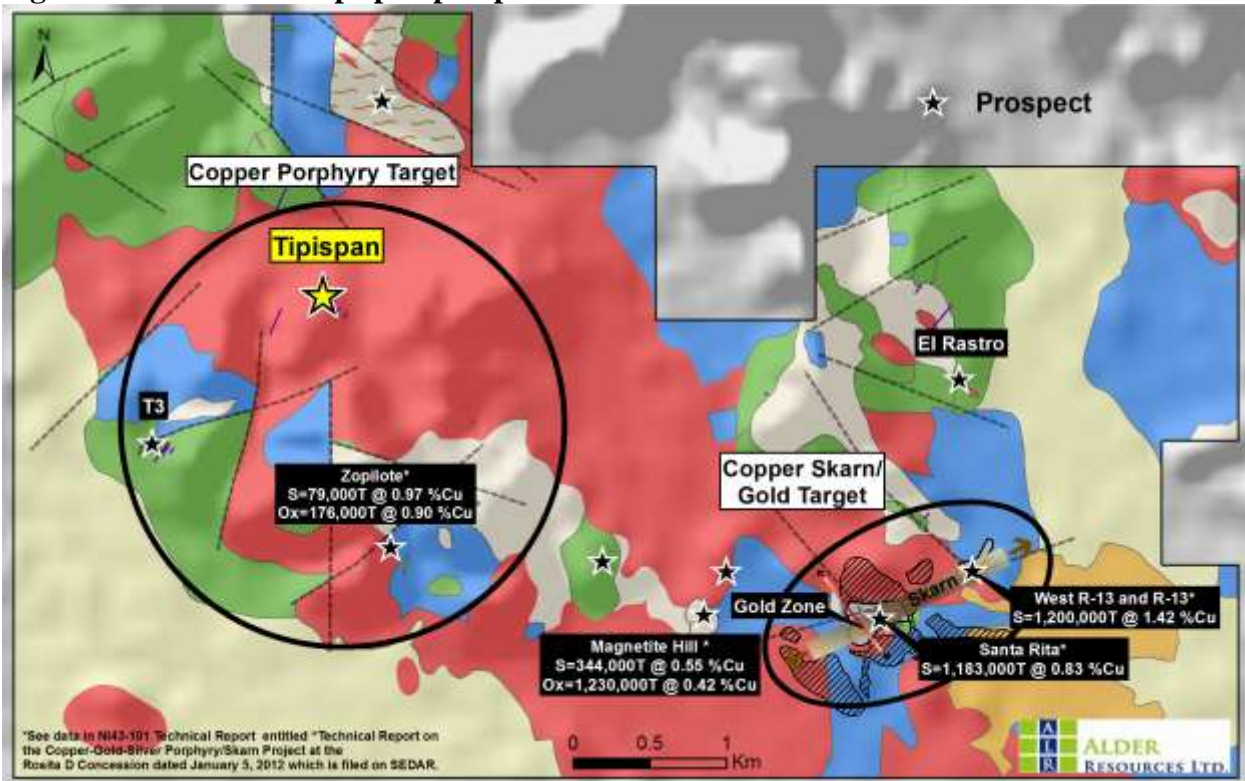 N
Prospect
Copper Porphyry Target
Tipispan
El Rastro
T3
Copper Skarn/
Gold Target
Zopilote*
S=79,000T @ 0.97 %Cu
Ox=176,000T @ 0.90 %Cu
Skarn
Gold Zone
West R-13 and R-13*
S=1,200,000T @ 1.42 %Cu
Magnetite Hill *
S=344,000T @ 0.55 %Cu
Ox=1,230,000T @ 0.42 %Cu
Santa Rita*
S=1,183,000T @ 0.83 %Cu
*See data in NI43-101 Technical Report entitled "Technical Report on
the Copper-Gold-Silver Porphyry/Skarn Project at the
Rosita D Concession dated January 5, 2012 which is filed on SEDAR.
0 0.5 1
Km
ALR
ALDER
RESOURCES LTD.